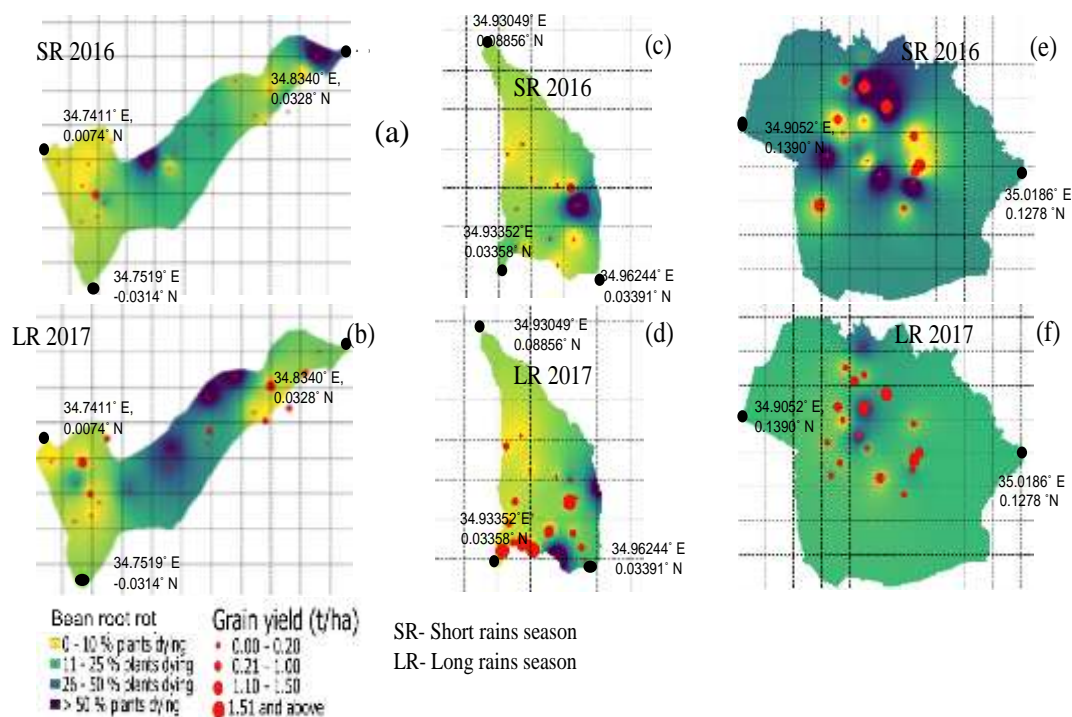 SR 2016
34.8340° E,
0.0328° N
34.7411° E,
0.0074° N
(a)
34.7519° E
-0.0314° N
34.93049° E
0.08856° N
(c)
SR 2016
34.93352° E
0.03358° N
34.96244° E
0.03391° N
SR 2016
(e)
34.9052° E,
0.1390° N
35.0186° E
0.1278 °N
LR 2017
(b)
34.8340° E,
0.0328° N
34.7411° E,
0.0074° N
34.7519° E
-0.0314° N
34.93049° E
0.08856° N
(d)
LR 2017
34.93352° E
0.03358° N
34.96244° E
0.03391° N
LR 2017
(f)
34.9052° E,
0.1390° N
35.0186° E
0.1278 °N
Bean root rot
0 - 10 % plants dying
11 - 25 % plants dying
26 - 50 % plants dying
> 50 % plants dying
Grain yield (t/ha)
0.00 - 0.20
0.21 - 1.00
1.10 - 1.50
1.51 and above
SR- Short rains season
LR- Long rains season